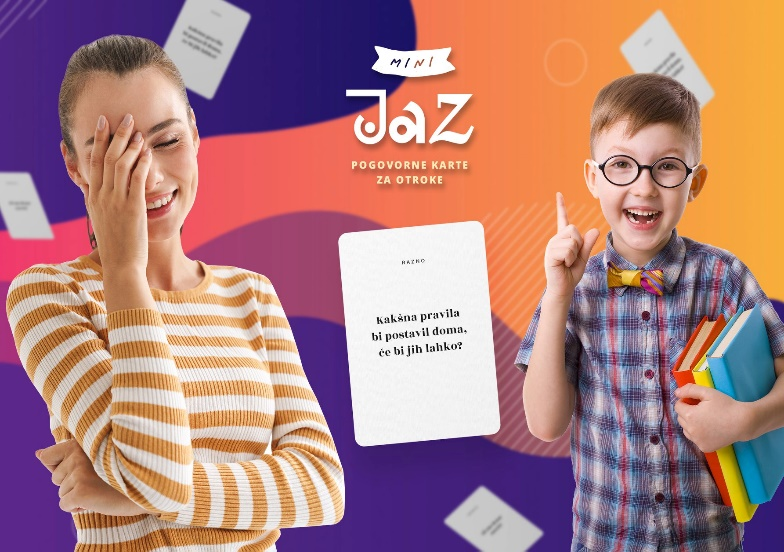 MINI
JaZ
POGOVORNE KARTE
ZA OTROKE
RAZNO
Kakšna pravila
bi postavil doma,
če bi jih lahko?